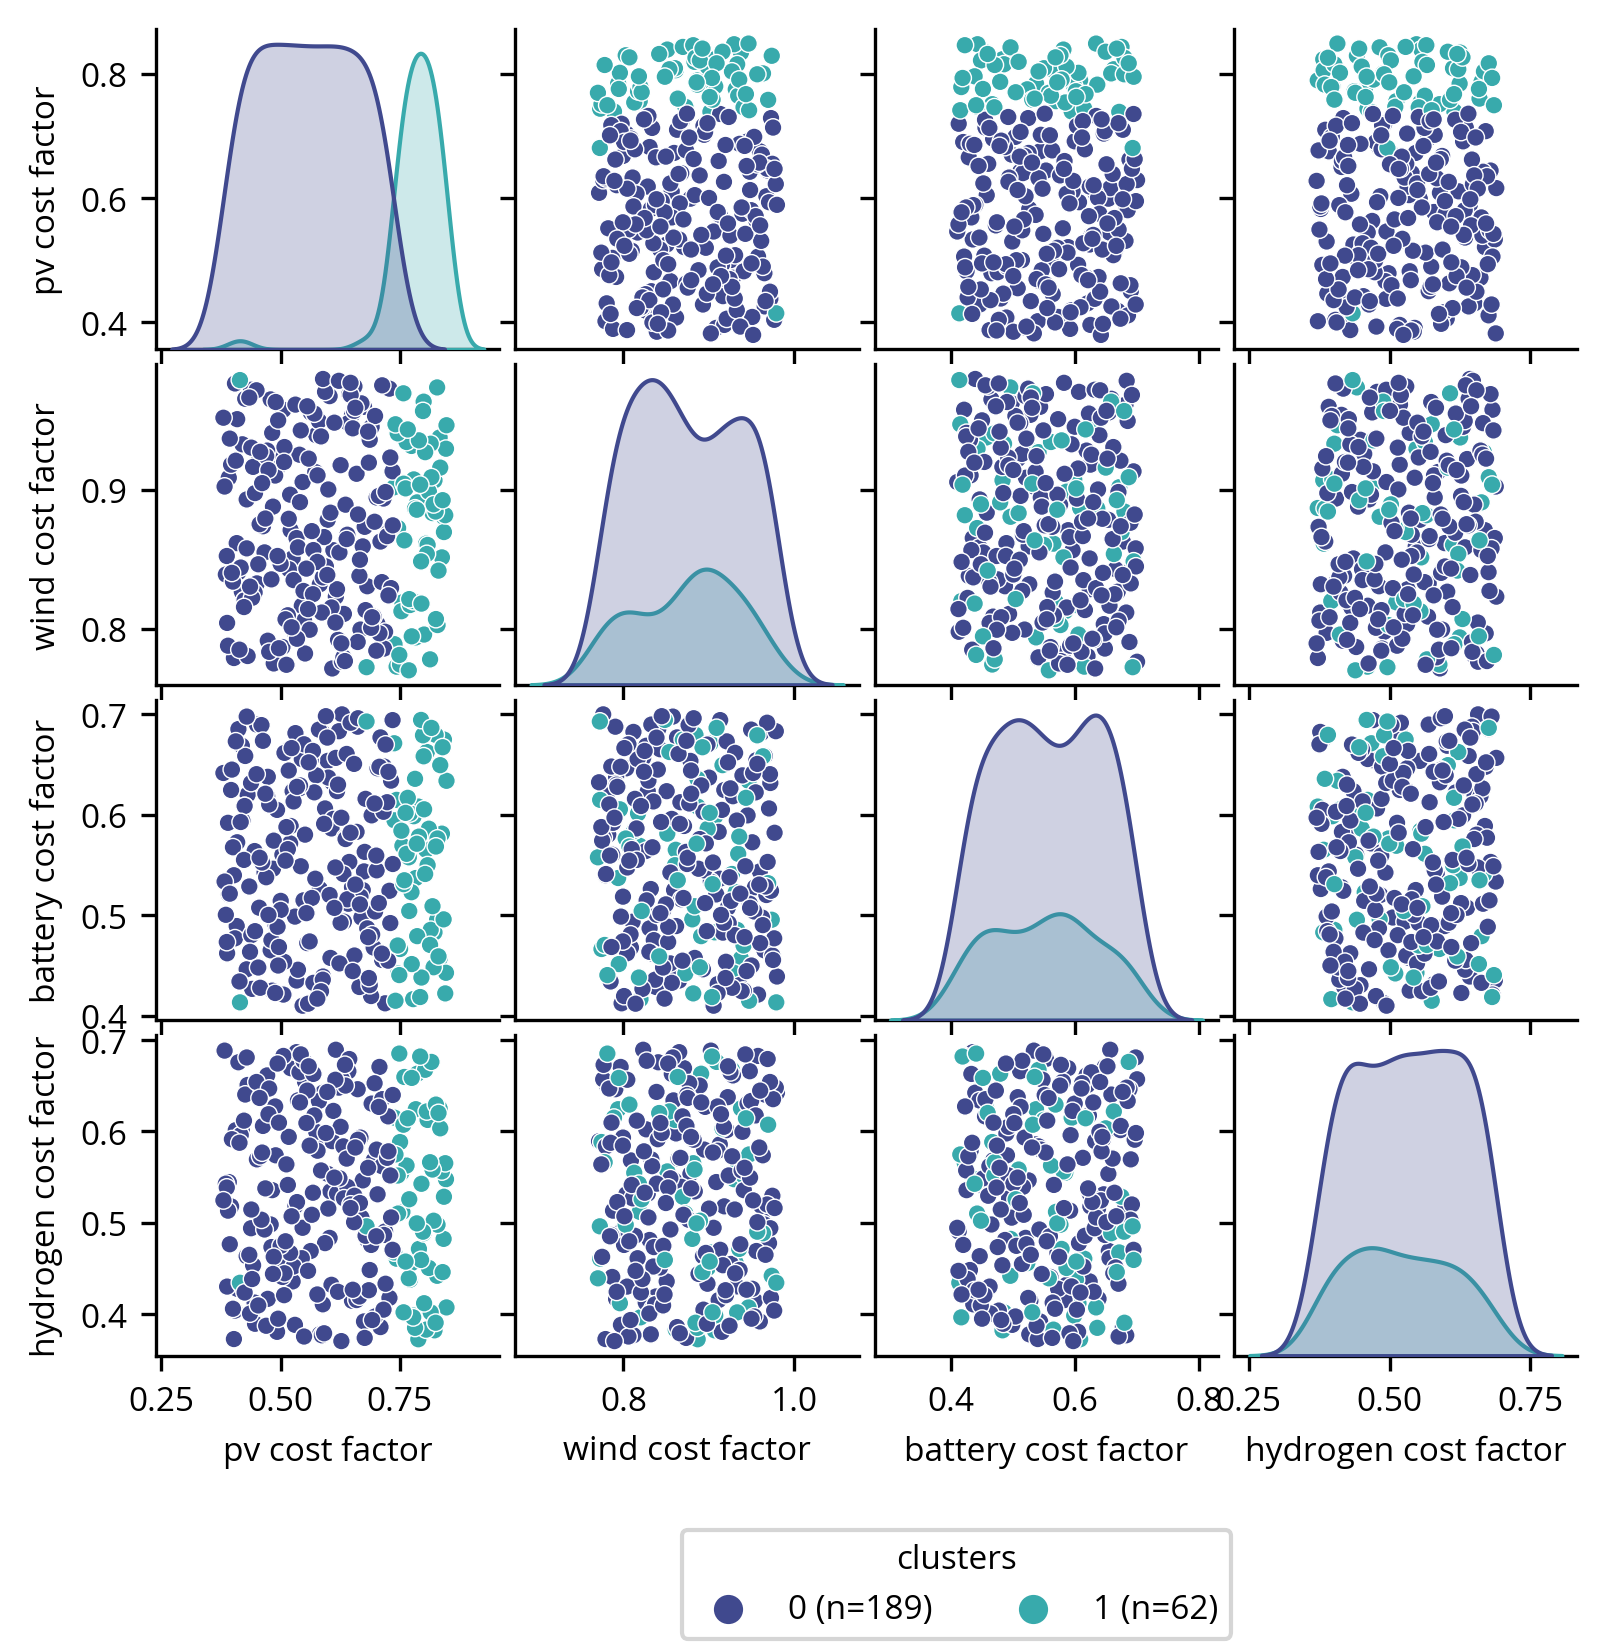 pv cost factor
0.8
0.6
0.4
wind cost factor
0.9
0.8
battery cost factor
0.7
0.6
0.5
0.4
hydrogen cost factor
0.7
0.6
0.5
0.4
0.25 0.50 0.75 0.8 1.0 0.4 0.6 0.8 0.25 0.50 0.75
pv cost factor wind cost factor battery cost factor hydrogen cost factor
clusters
0 (n=189) 1 (n=62)